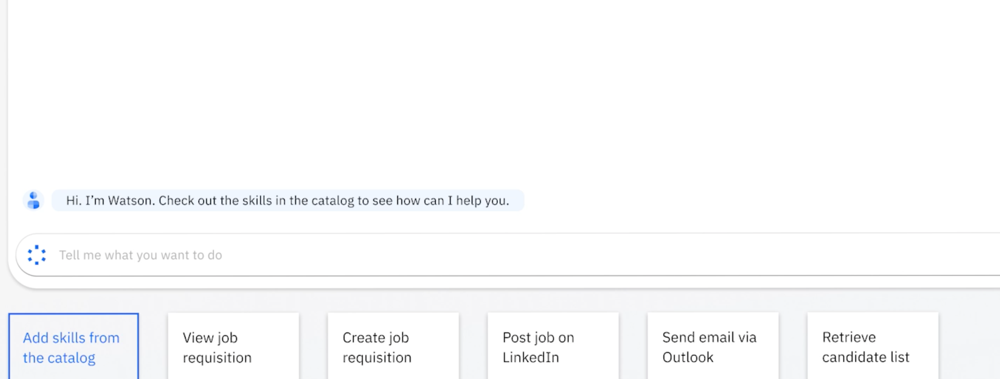 Hi. I’m Watson. Check out the skills in the catalog to see how can I help you.
Tell me what you want to do
Add skills from
the catalog
View job
requisition
Create job
requisition
Post job on
LinkedIn
Send email via
Outlook
Retrieve
candidate list